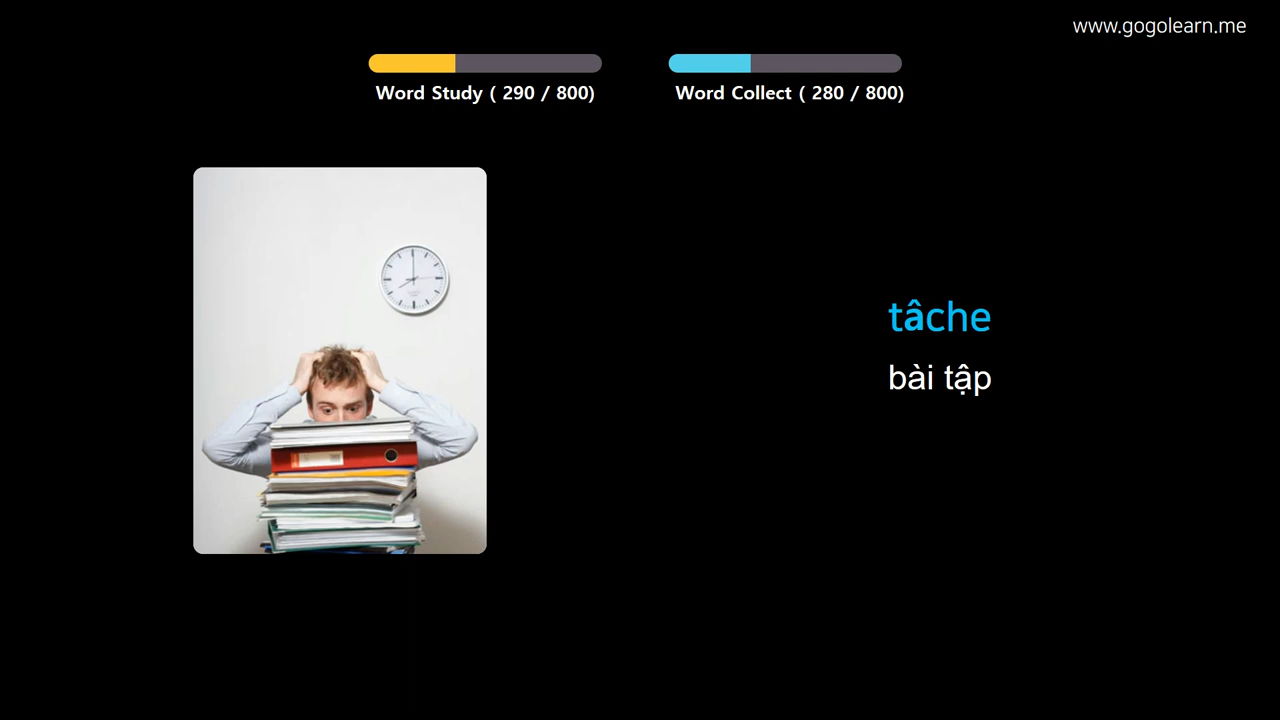 www.gogolearn.me
Word Study ( 290 / 800)
Word Collect ( 280 / 800)
tâche
bài tập